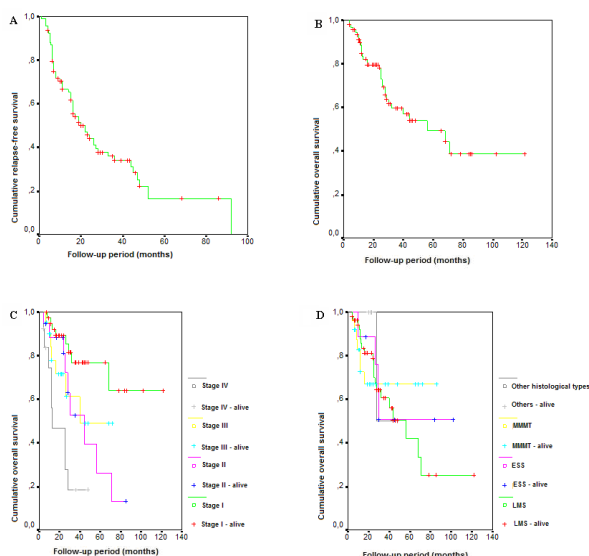 A
Cumulative relapse-free survival
1,0
,8
,6
,4
,2
0,0
0 20 40 60 80 100
Follow-up period (months)
B
Cumulative overall survival
1,0
,8
,6
,4
,2
0,0
0 20 40 60 80 100 120 140
Follow-up period (months)
C
Cumulative overall survival
1,0
,8
,6
,4
,2
0,0
0 20 40 60 80 100 120 140
Follow-up period (months)
Stage IV
Stage IV - alive
Stage III
Stage III - alive
Stage II
Stage II - alive
Stage I
Stage I - alive
D
Cumulative overall survival
1,0
,8
,6
,4
,2
0,0
0 20 40 60 80 100 120 140
Follow-up period (months)
Other histological types
Others - alive
MMMT
MMMT - alive
ESS
ESS - alive
LMS
LMS - alive